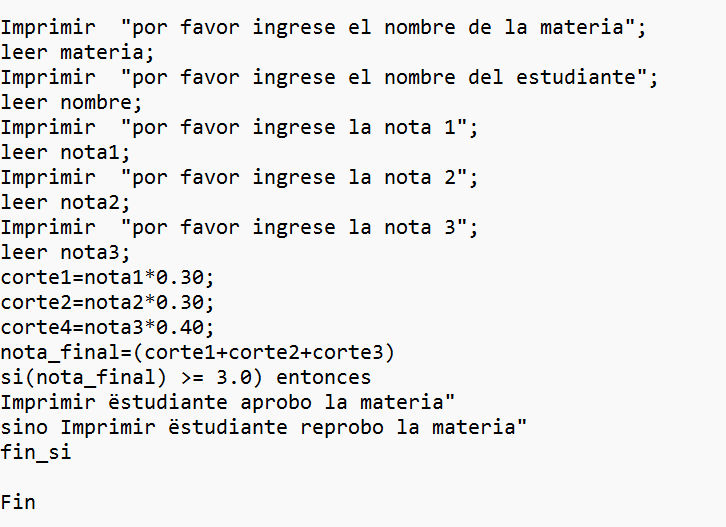 Imprimir  "por favor ingrese el nombre de la materia";
leer materia;
Imprimir  "por favor ingrese el nombre del estudiante";
leer nombre;
Imprimir  "por favor ingrese la nota 1";
leer nota1;
Imprimir  "por favor ingrese la nota 2";
leer nota2;
Imprimir  "por favor ingrese la nota 3";
leer nota3;
corte1=nota1*0.30;
corte2=nota2*0.30;
corte4=nota3*0.40;
nota_final=(corte1+corte2+corte3)
si(nota_final) >= 3.0) entonces
Imprimir ëstudiante aprobo la materia"
sino Imprimir ëstudiante reprobo la materia"
fin_si
Fin